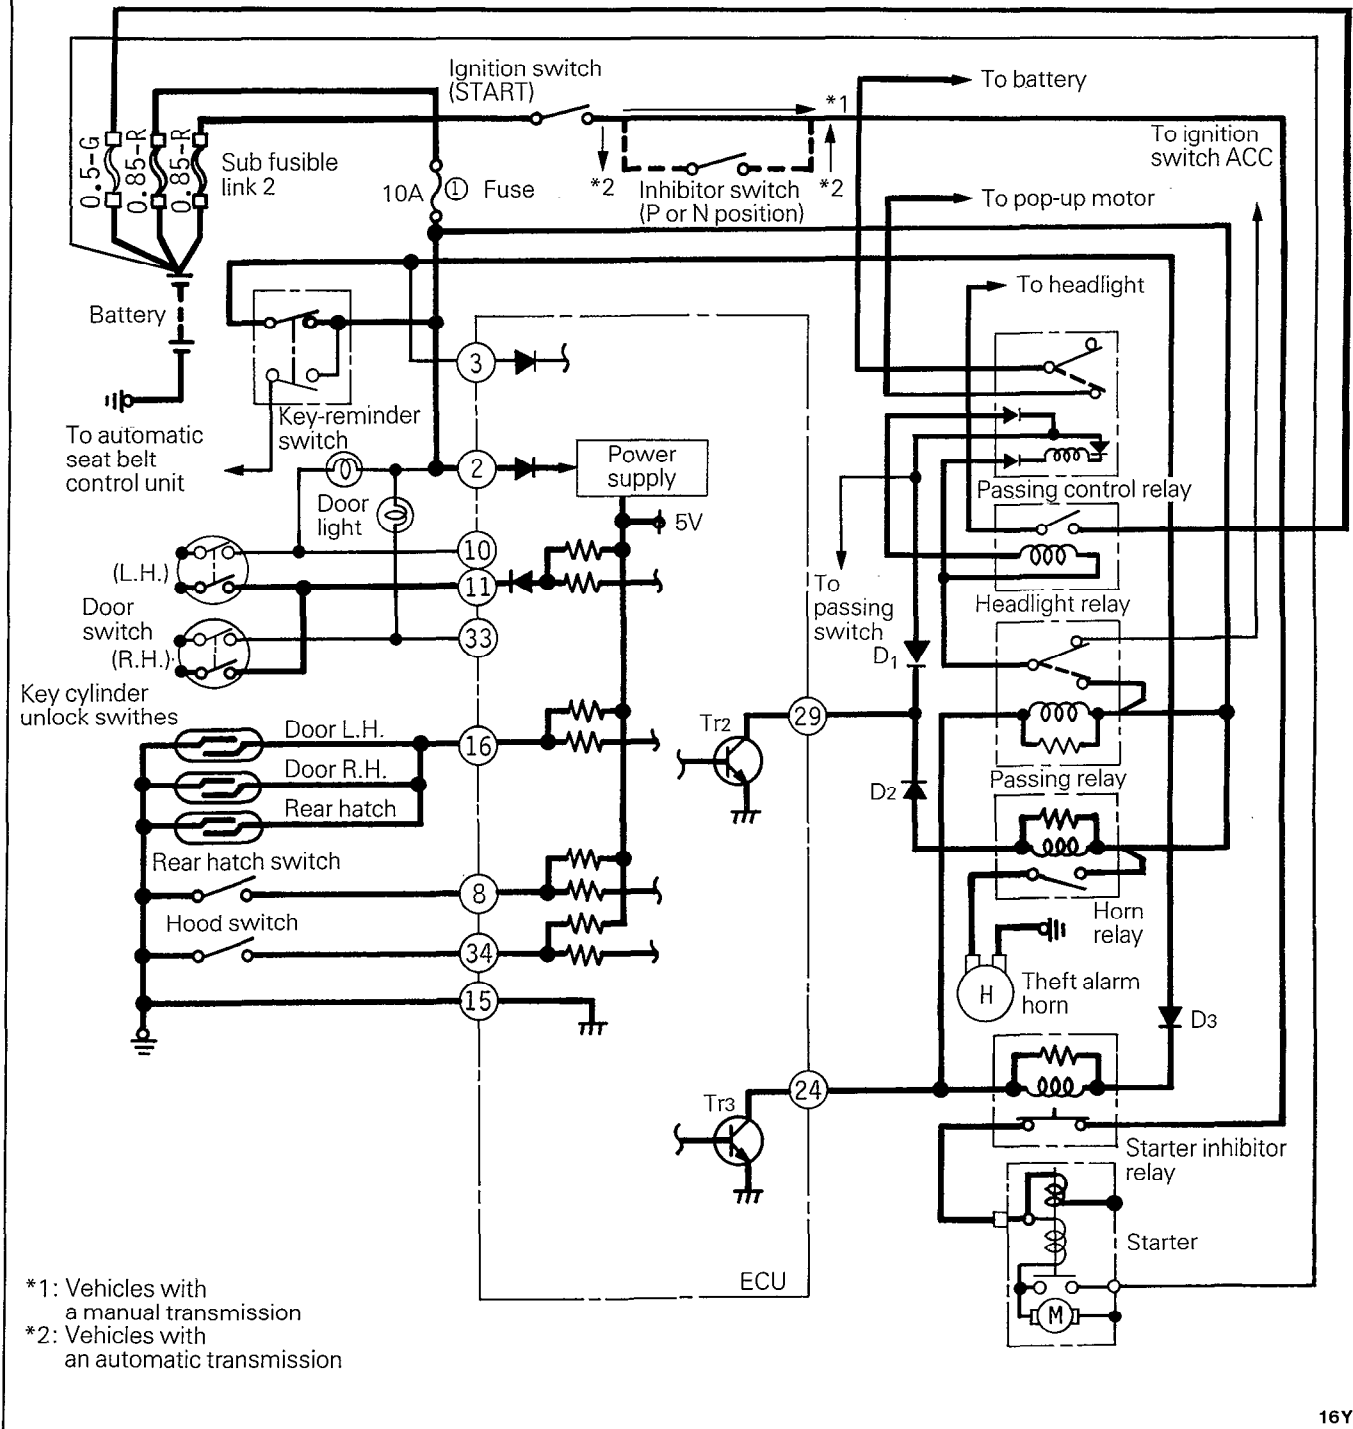 Ignition switch
(START)
*1
To battery
To ignition
switch ACC
0.5-G
0.85-R
0.85-R
Sub fusible
link 2
10A
1
Fuse
*2
Inhibitor switch
(P or N position)
*2
To pop-up motor
Battery
To headlight
3
Key-reminder
switch
To automatic
seat belt
control unit
2
Power
supply
Passing control relay
Door
light
5V
10
(L.H.)
11
To
passing
switch
Headlight relay
Door
switch
(R.H.)
33
D1
Key cylinder
unlock swithes
Door L.H.
16
Tr2
29
Door R.H.
Passing relay
Rear hatch
D2
Rear hatch switch
8
Horn
relay
Hood switch
34
15
H
Theft alarm
horn
D3
24
Tr3
Starter inhibitor
relay
Starter
M
ECU
*1: Vehicles with
a manual transmission
*2: Vehicles with
an automatic transmission
16Y